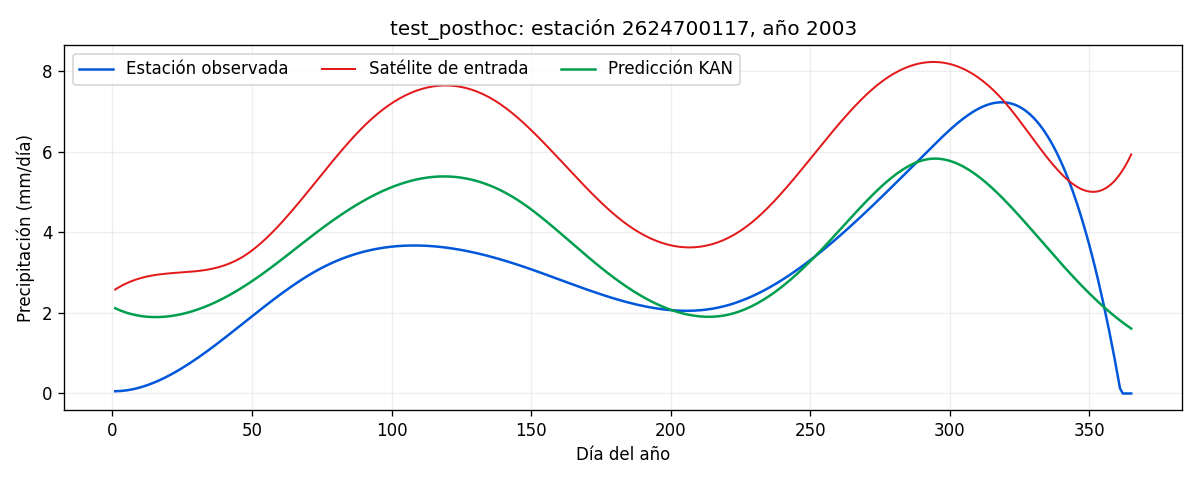 test_posthoc: estación 2624700117, año 2003
Estación observada Satélite de entrada Predicción KAN
Precipitación (mm/día)
8
6
4
2
0
0 50 100 150 200 250 300 350
Día del año